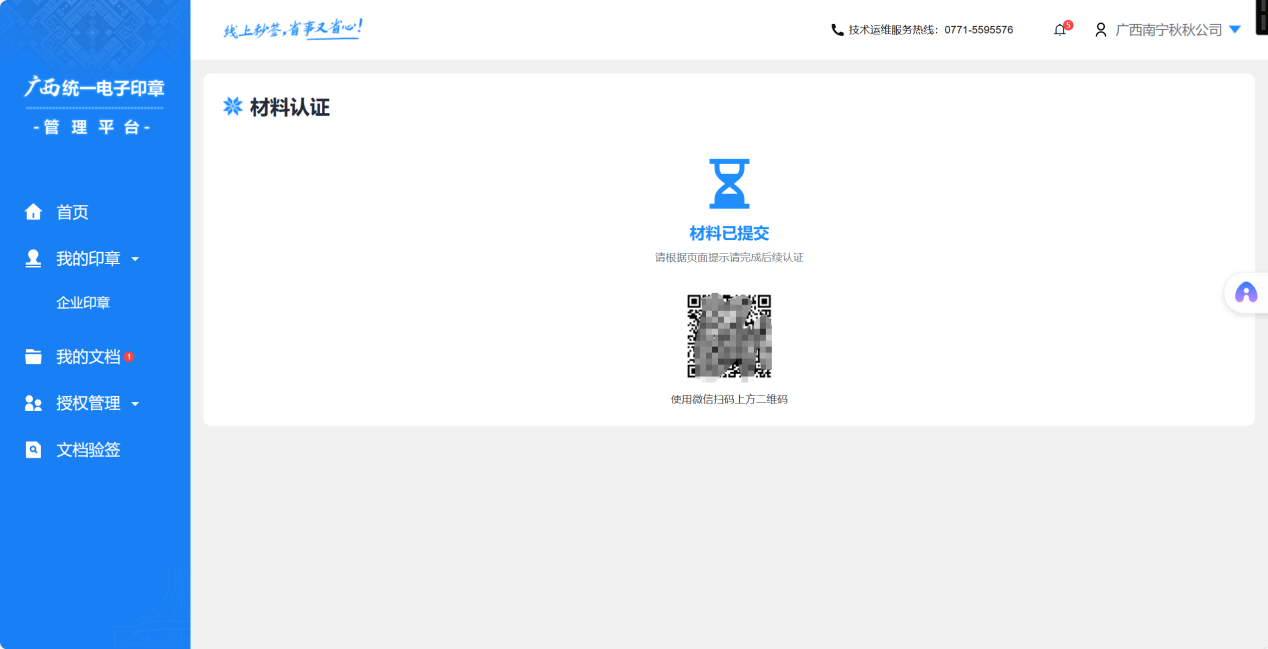 广西统一电子印章
-管 理 平 台-
首页
我的印章
企业印章
我的文档 1
授权管理
文档验签
线上秒签,省事又省心!
技术运维服务热线：0771-5595576
5
广西南宁秋秋公司
材料认证
材料已提交
请根据页面提示请完成后续认证
使用微信扫码上方二维码